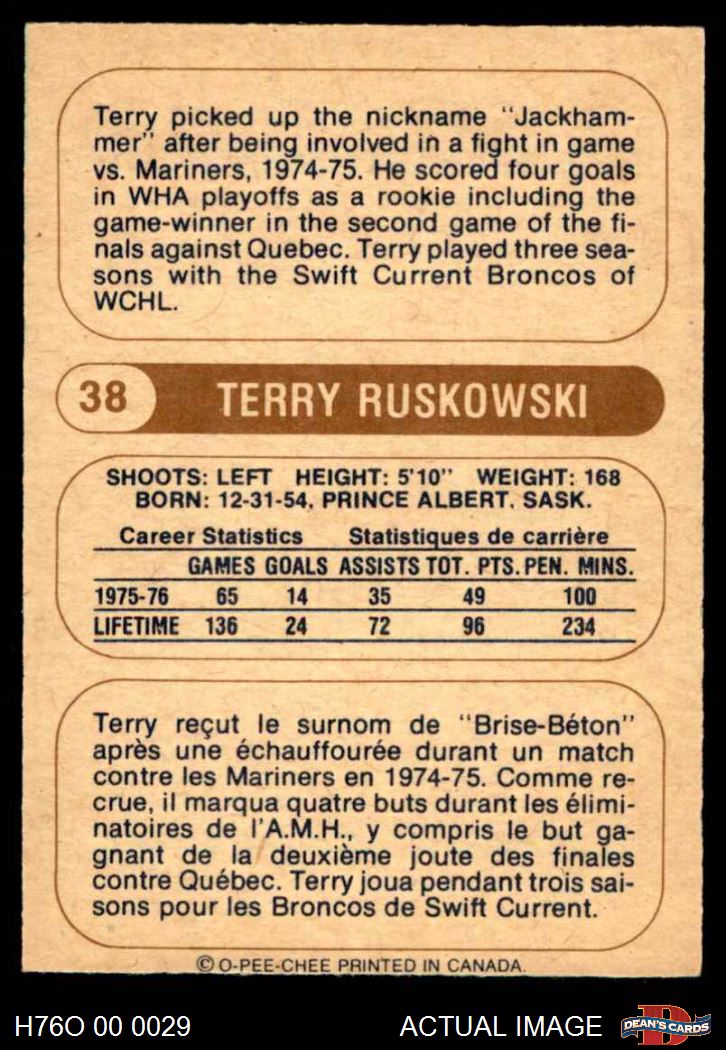 Terry picked up the nickname "Jackham-
mer" after being involved in a fight in game
vs. Mariners, 1974-75. He scored four goals
in WHA playoffs as a rookie including the
game-winner in the second game of the fi-
nals against Quebec. Terry played three sea-
sons with the Swift Current Broncos of
WCHL.
38 TERRY RUSKOWSKI
SHOOTS: LEFT HEIGHT: 5'10" WEIGHT: 168
BORN: 12-31-54, PRINCE ALBERT, SASK.
Career Statistics Statistiques de carrière
GAMES GOALS ASSISTS TOT. PTS. PEN. MINS.
1975-76 65 14 35 49 100
LIFETIME 136 24 72 96 234
Terry reçut le surnom de "Brise-Béton"
après une échauffourée durant un match
contre les Mariners en 1974-75. Comme re-
crue, il marqua quatre buts durant les élimi-
natoires de l'A.M.H., y compris le but ga-
gnant de la deuxième joute des finales
contre Québec. Terry joua pendant trois sai-
sons pour les Broncos de Swift Current.
© O-PEE-CHEE PRINTED IN CANADA.
H76O 00 0029 ACTUAL IMAGE D DEAN'S CARDS